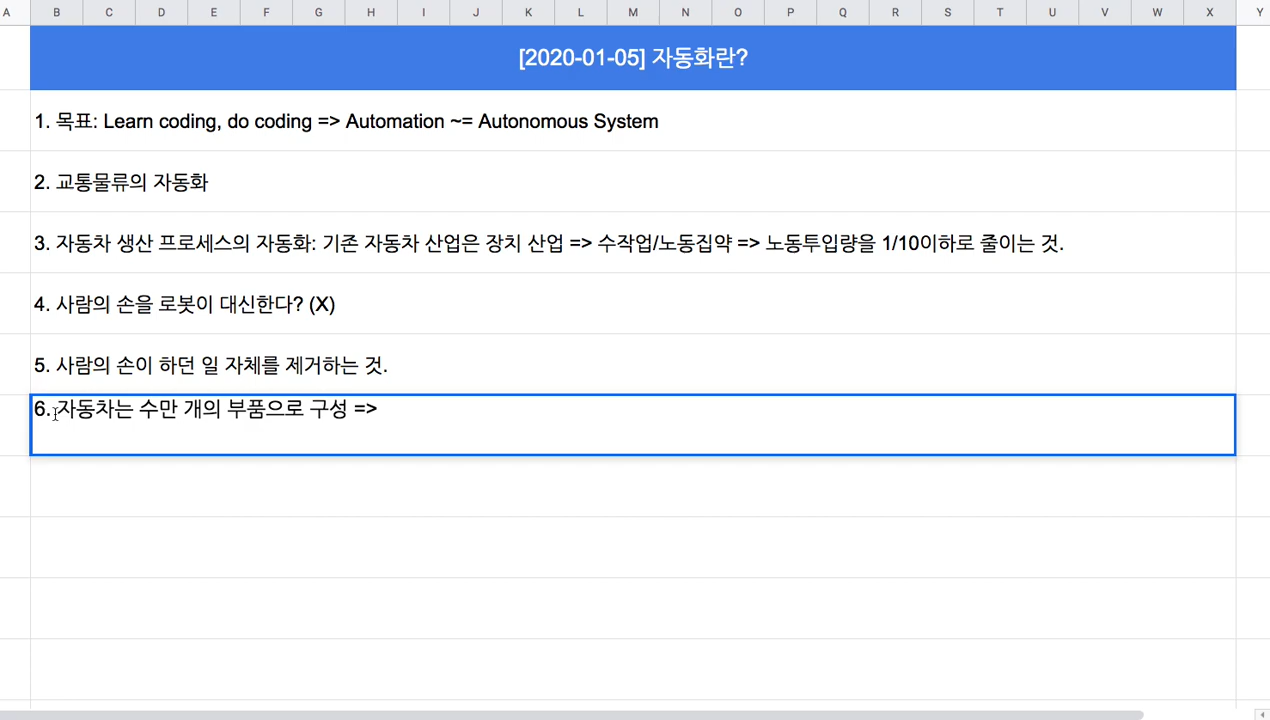 A B C D E F G H I J K L M N O P Q R S T U V W X Y
[2020-01-05] 자동화란?
1. 목표: Learn coding, do coding => Automation ~= Autonomous System
2. 교통물류의 자동화
3. 자동차 생산 프로세스의 자동화: 기존 자동차 산업은 장치 산업 => 수작업/노동집약 => 노동투입량을 1/10이하로 줄이는 것.
4. 사람의 손을 로봇이 대신한다? (X)
5. 사람의 손이 하던 일 자체를 제거하는 것.
6. 자동차는 수만 개의 부품으로 구성 =>